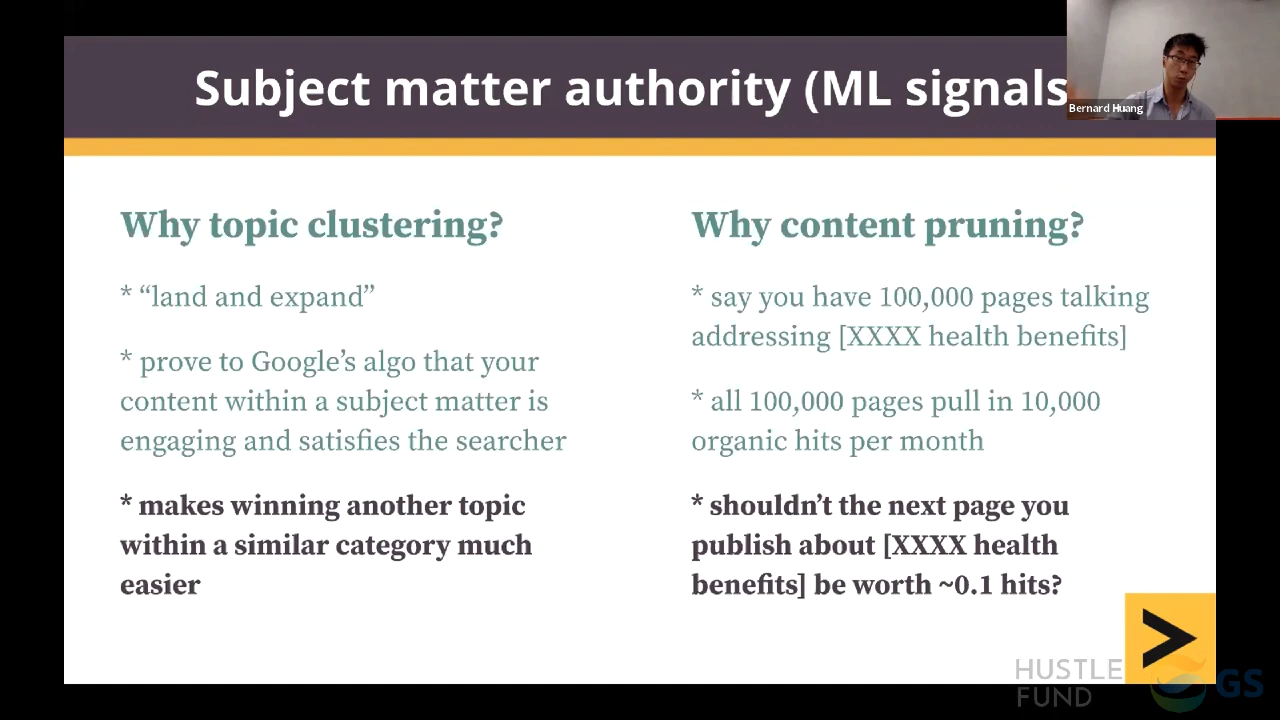 Subject matter authority (ML signals
Bernard Huang
Why topic clustering?
* “land and expand”
* prove to Google’s algo that your
content within a subject matter is
engaging and satisfies the searcher
* makes winning another topic
within a similar category much
easier
Why content pruning?
* say you have 100,000 pages talking
addressing [XXXX health benefits]
* all 100,000 pages pull in 10,000
organic hits per month
* shouldn’t the next page you
publish about [XXXX health
benefits] be worth ~0.1 hits?
HUSTLE
FUND
GS